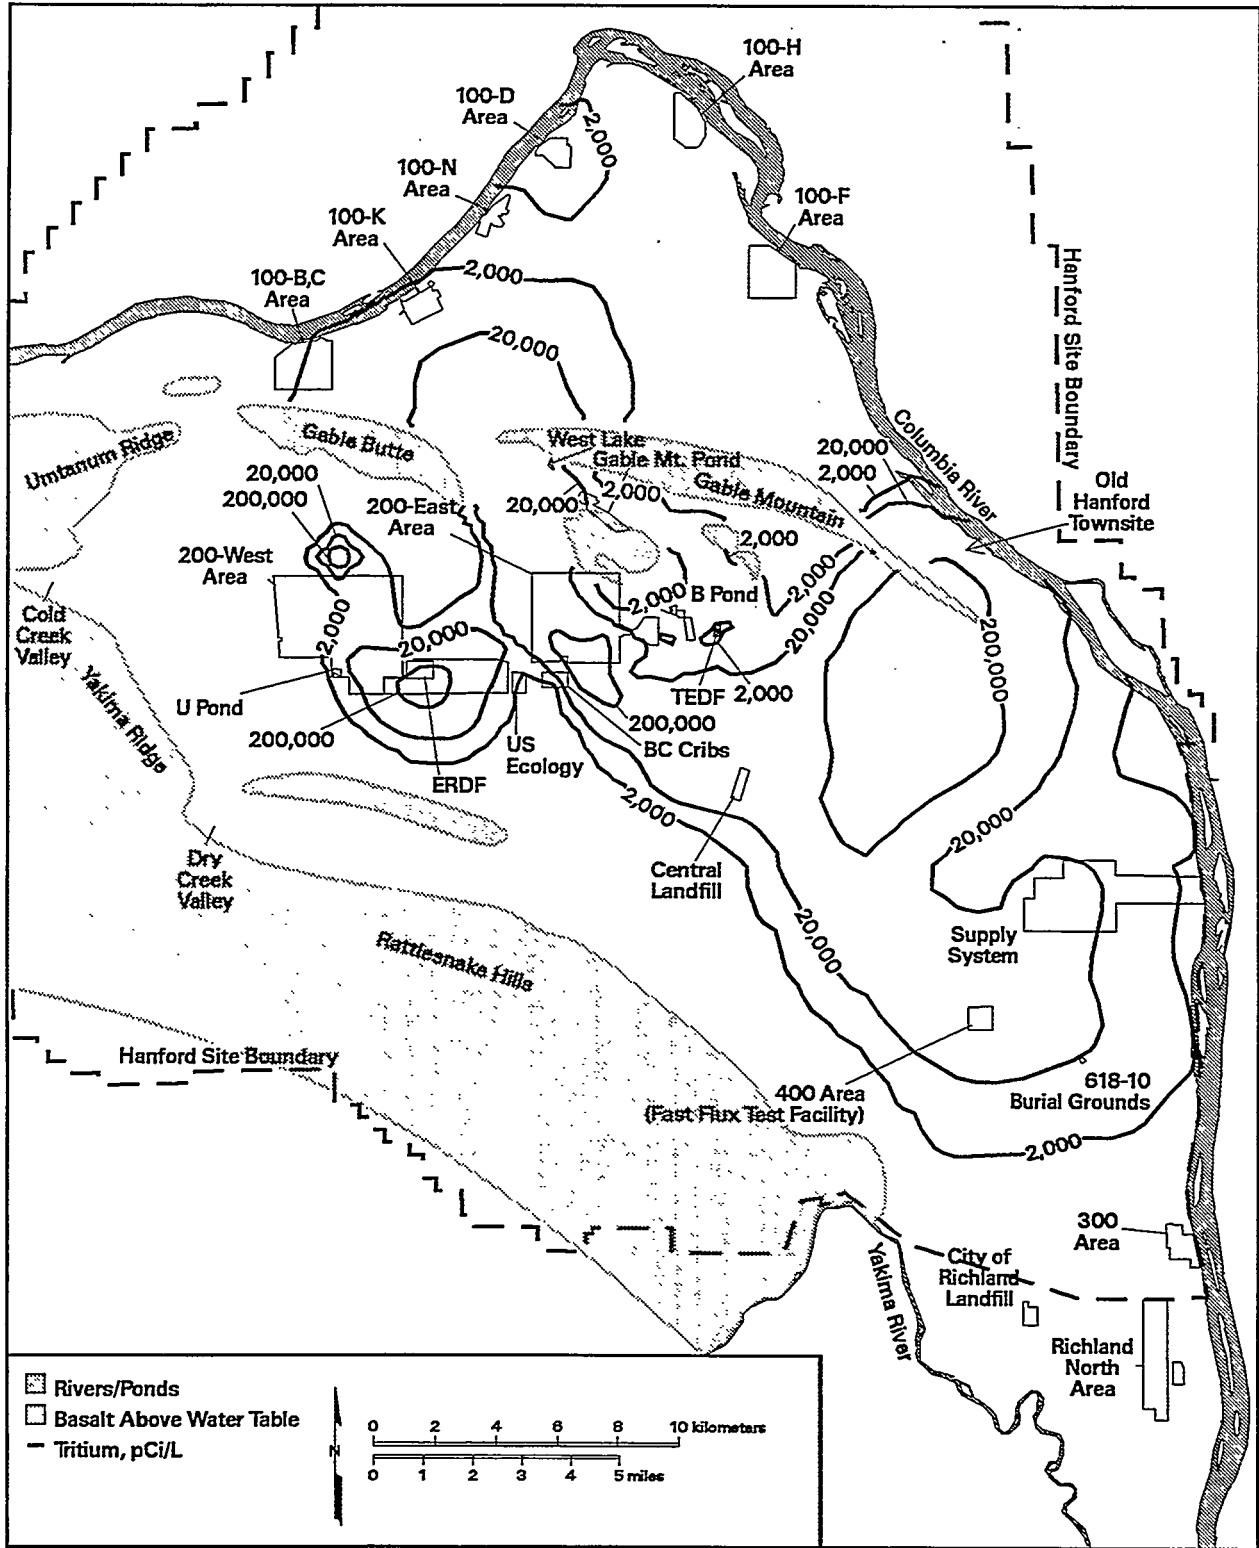 100-H
Area
100-D
Area
2,000
100-N
Area
100-F
Area
100-K
Area
Hanford Site Boundary
100-B,C
Area
2,000
20,000
Columbia River
Umtanum Ridge
Gable Butte
West Lake
Gable Mt. Pond
Gable Mountain
20,000
2,000
Old
Hanford
Townsite
20,000
200,000
200-East
Area
20,000
2,000
2,000
200-West
Area
2,000
B Pond
2,000
20,000
200,000
Cold
Creek
Valley
2,000
20,000
TEDF
2,000
U Pond
200,000
Yakima Ridge
200,000
US
Ecology
BC Cribs
ERDF
2,000
20,000
Central
Landfill
Dry
Creek
Valley
20,000
Supply
System
Rattlesnake Hills
Hanford Site Boundary
400 Area
(Fast Flux Test Facility)
618-10
Burial Grounds
2,000
300
Area
City of
Richland
Landfill
Yakima River
Richland
North
Area
Rivers/Ponds
Basalt Above Water Table
Tritium, pCi/L
N
0 2 4 6 8 10 kilometers
0 1 2 3 4 5 miles